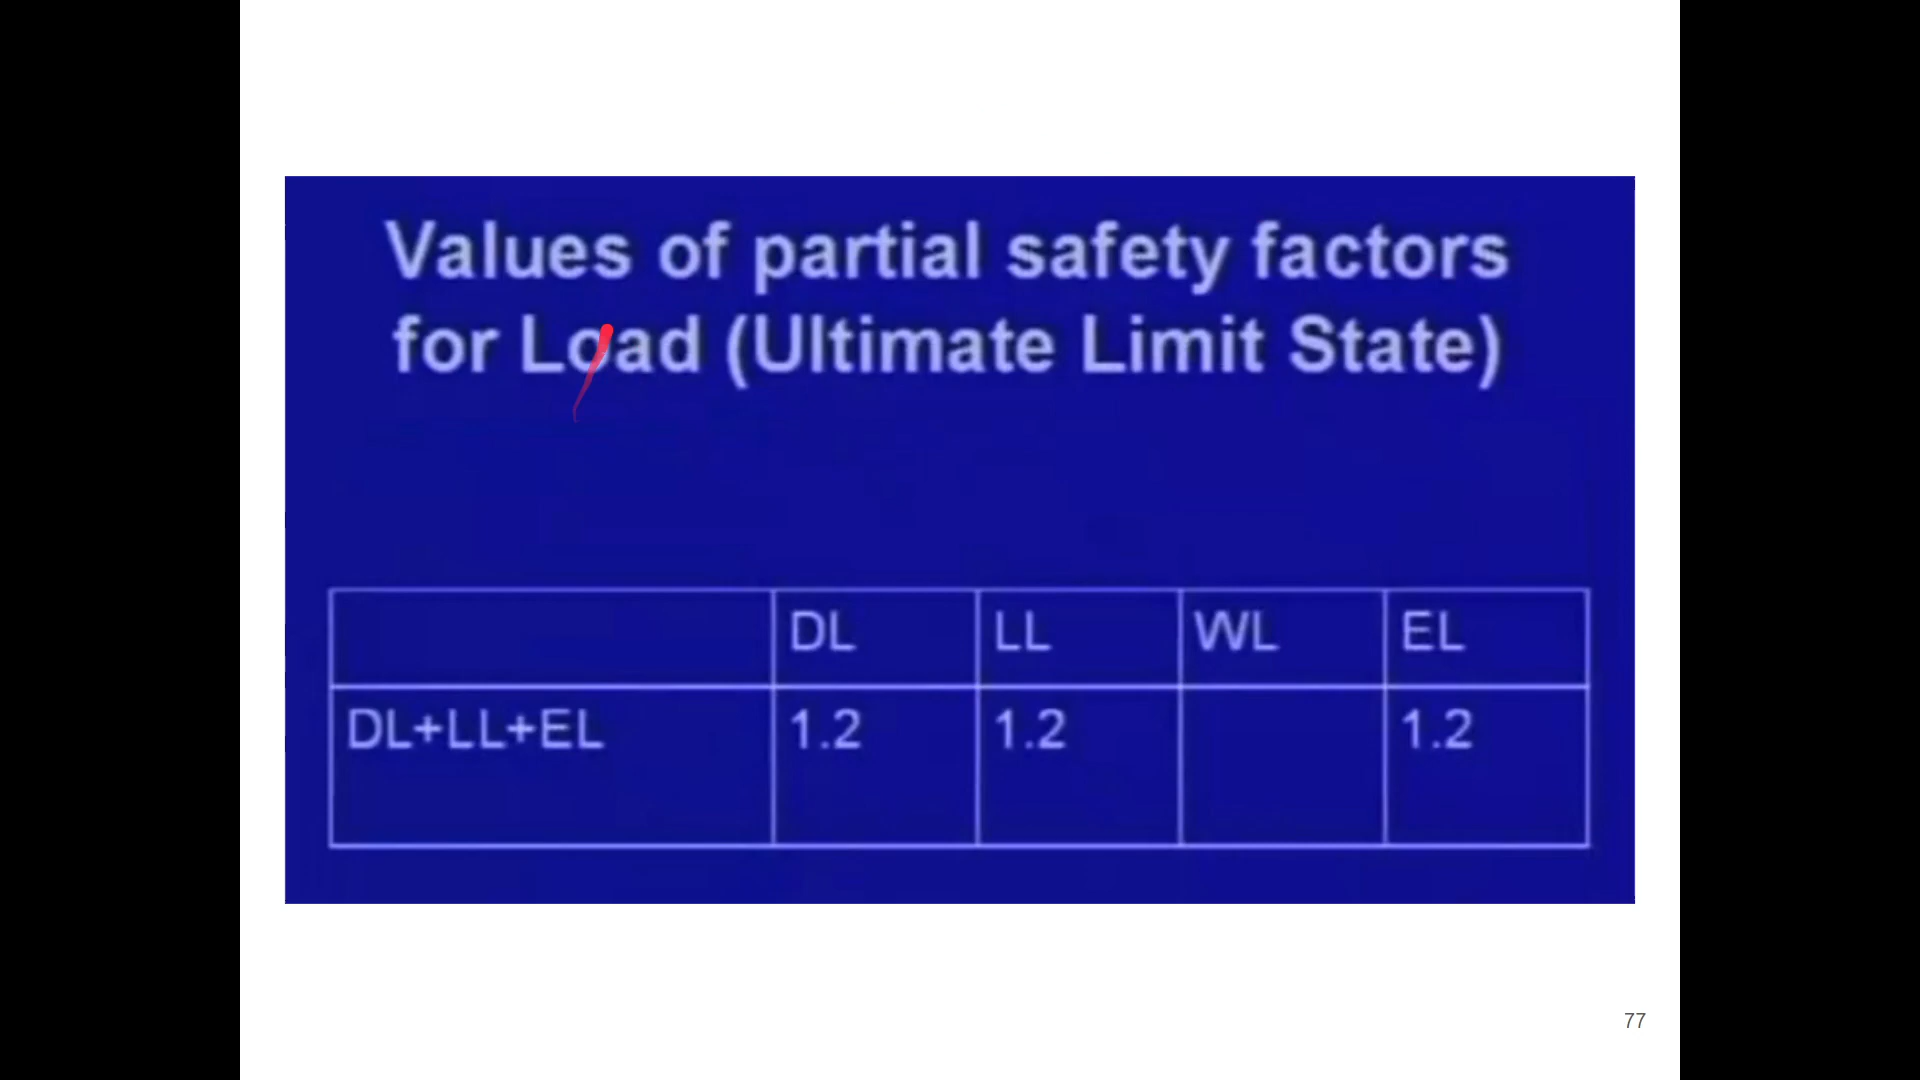 Values of partial safety factors
for Load (Ultimate Limit State)
DL LL WL EL
DL+LL+EL 1.2 1.2 1.2
77